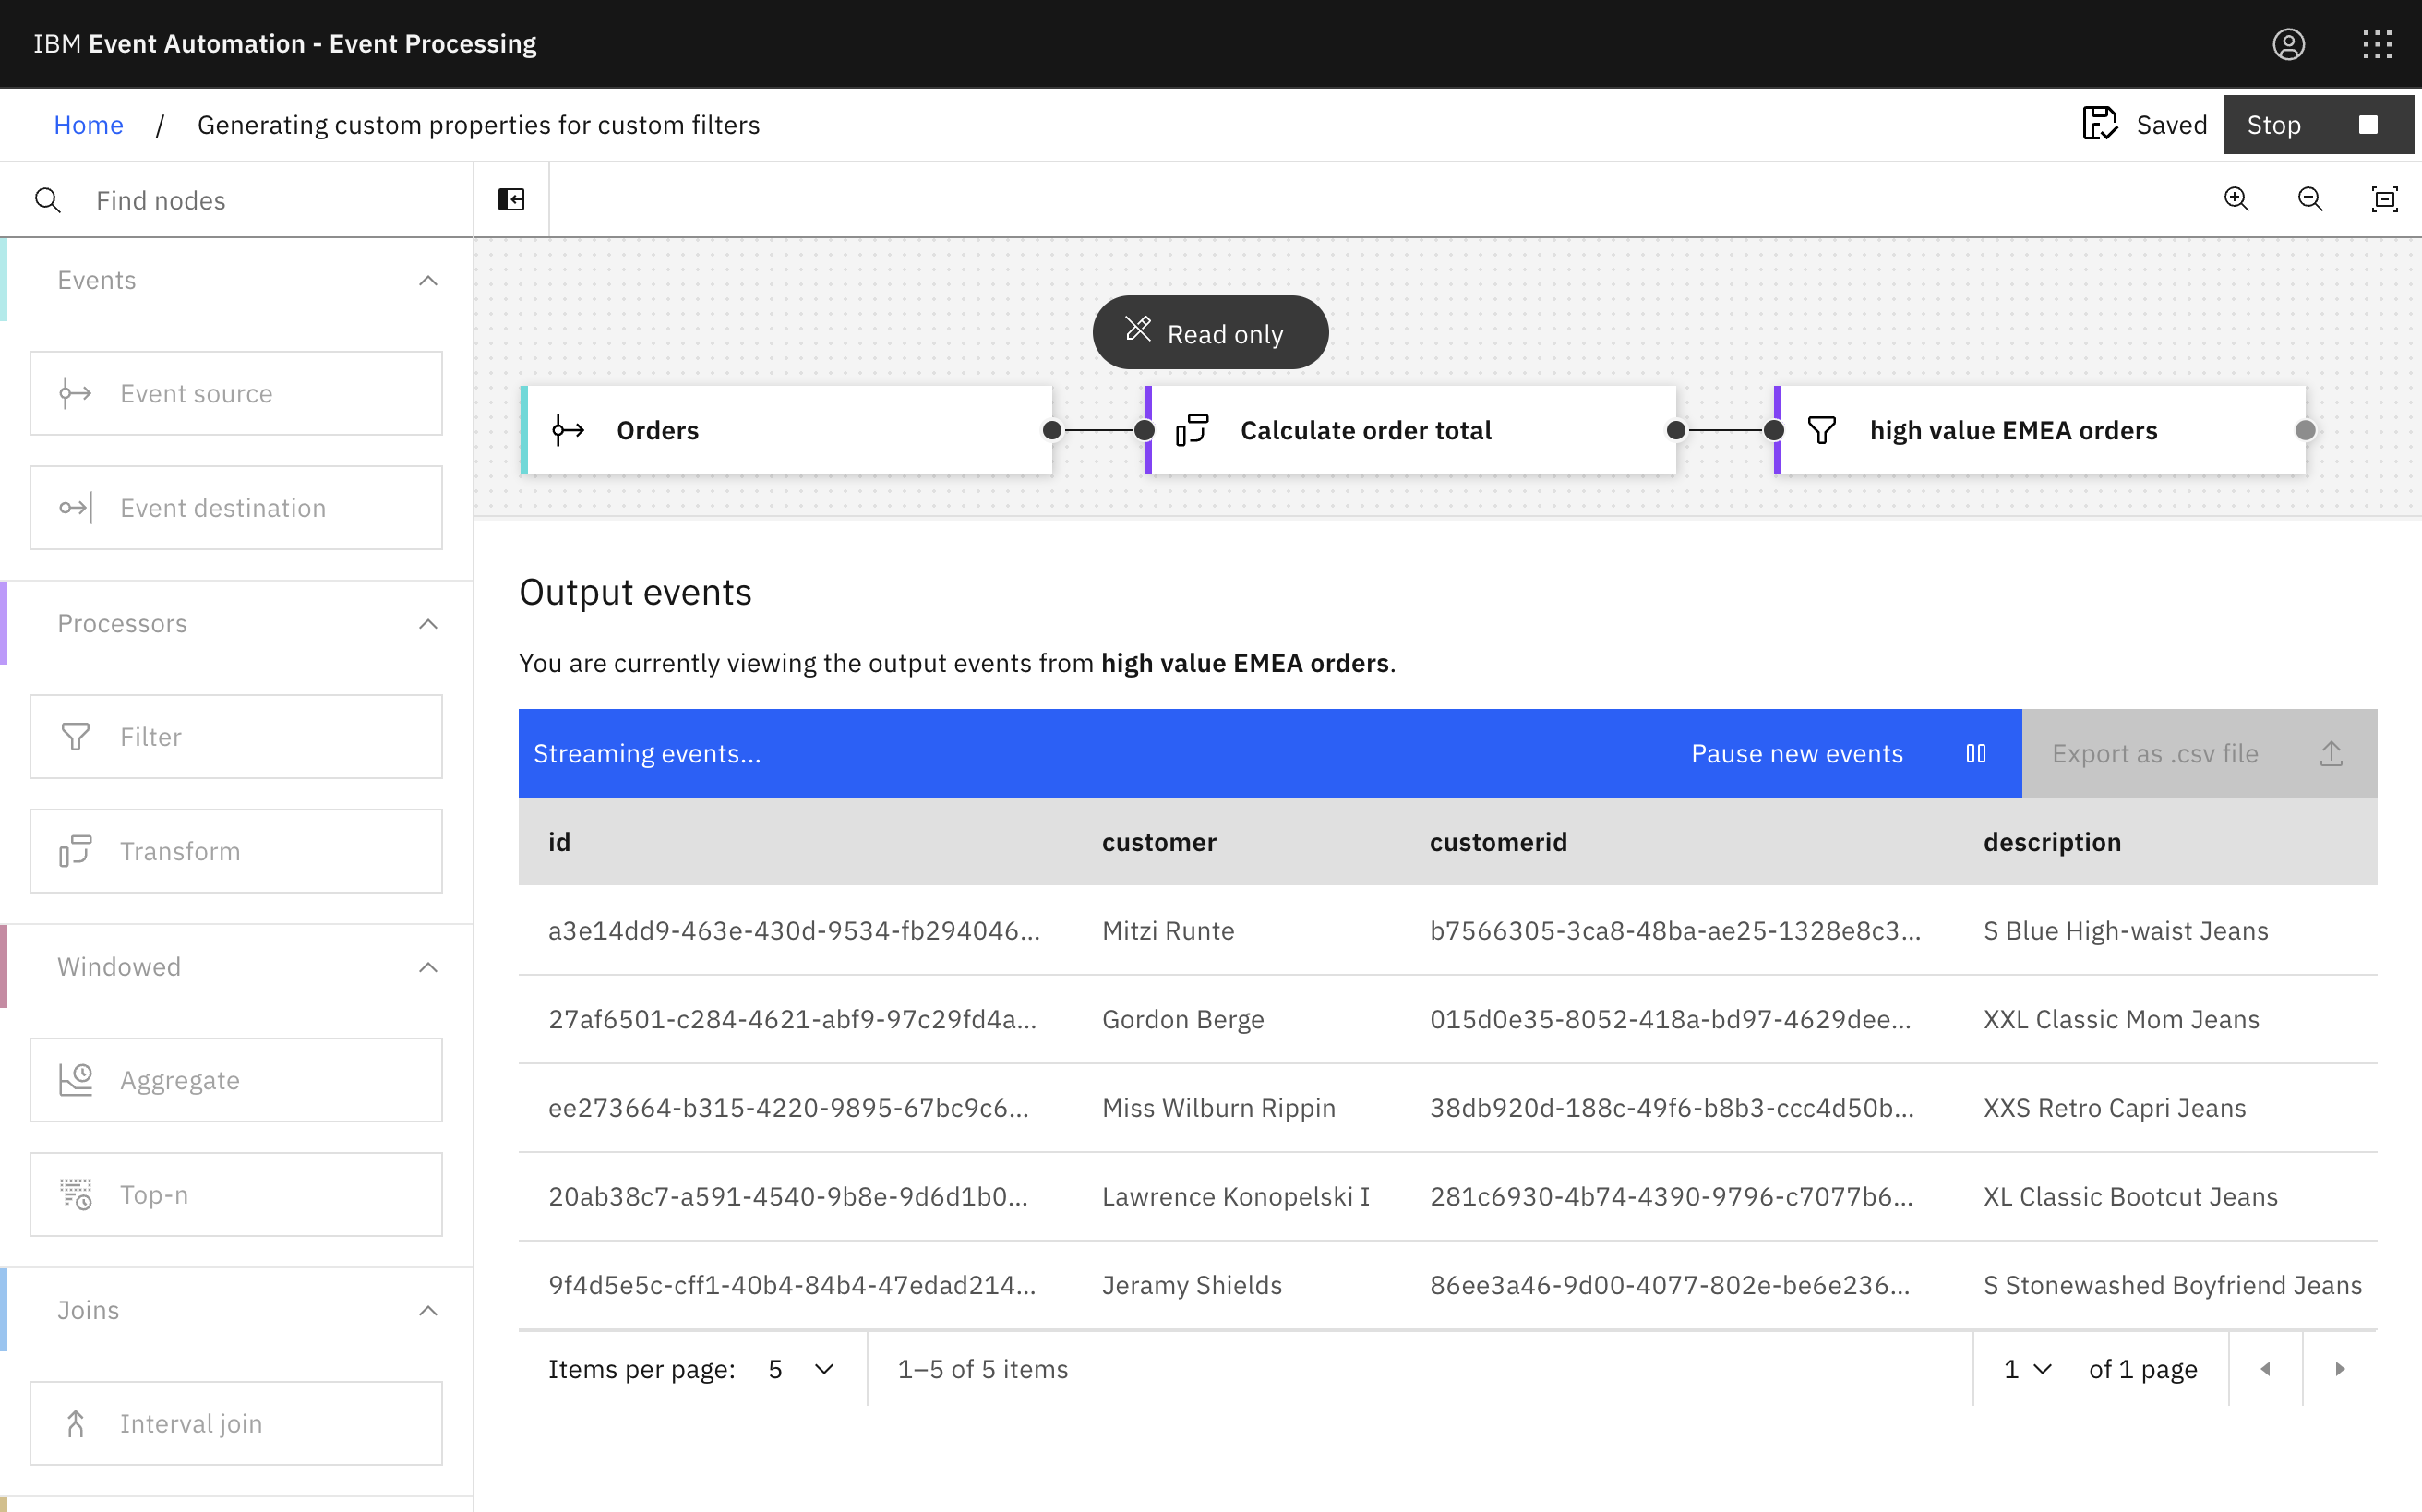 IBM Event Automation - Event Processing
Home / Generating custom properties for custom filters
Saved
Stop
Find nodes
Events
Event source
Event destination
Processors
Filter
Transform
Windowed
Aggregate
Top-n
Joins
Interval join
Read only
Orders
Calculate order total
high value EMEA orders
Output events
You are currently viewing the output events from high value EMEA orders.
Streaming events... Pause new events Export as .csv file
id customer customerid description
a3e14dd9-463e-430d-9534-fb294046... Mitzi Runte b7566305-3ca8-48ba-ae25-1328e8c3... S Blue High-waist Jeans
27af6501-c284-4621-abf9-97c29fd4a... Gordon Berge 015d0e35-8052-418a-bd97-4629dee... XXL Classic Mom Jeans
ee273664-b315-4220-9895-67bc9c6... Miss Wilburn Rippin 38db920d-188c-49f6-b8b3-ccc4d50b... XXS Retro Capri Jeans
20ab38c7-a591-4540-9b8e-9d6d1b0... Lawrence Konopelski I 281c6930-4b74-4390-9796-c7077b6... XL Classic Bootcut Jeans
9f4d5e5c-cff1-40b4-84b4-47edad214... Jeramy Shields 86ee3a46-9d00-4077-802e-be6e236... S Stonewashed Boyfriend Jeans
Items per page: 5 1–5 of 5 items 1 of 1 page